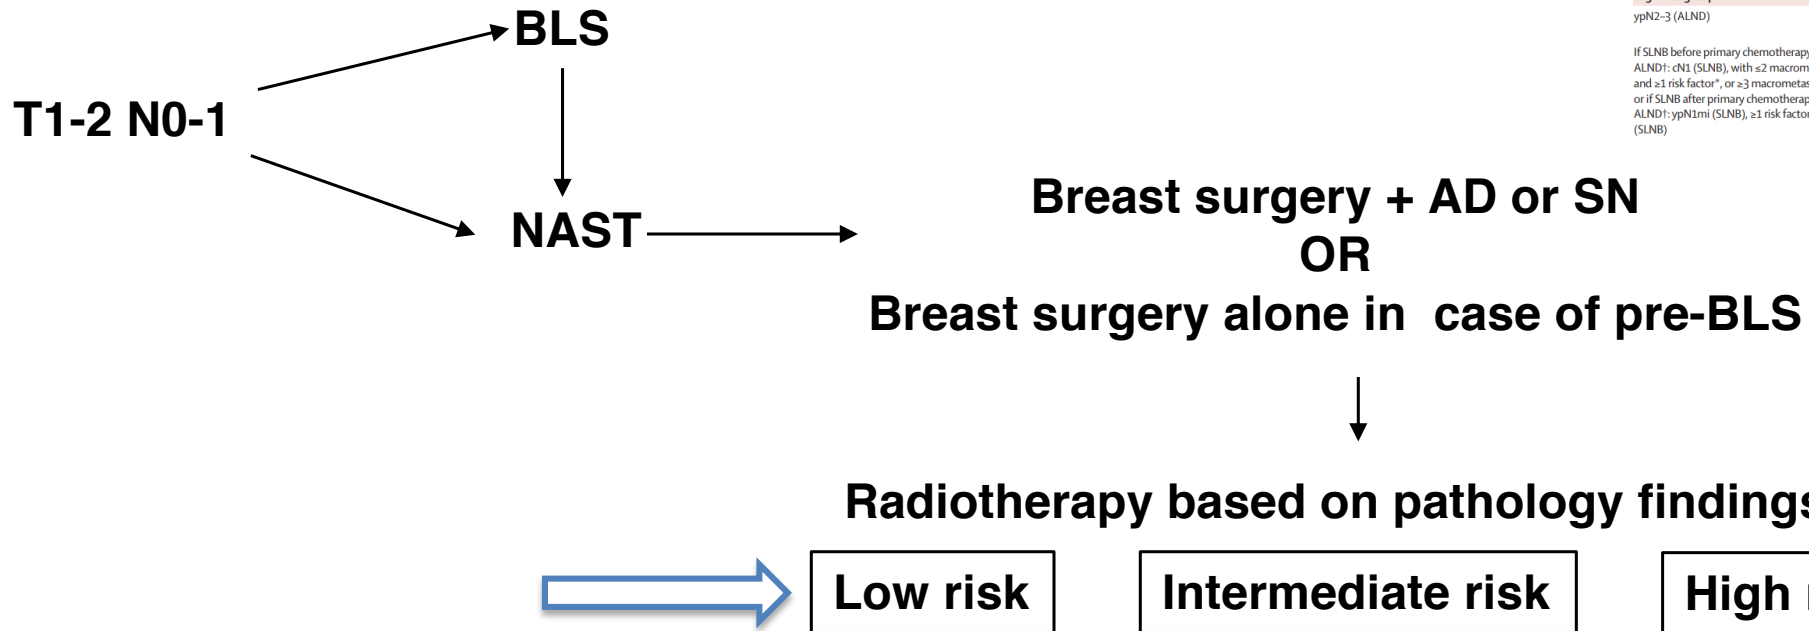 BLS
T1-2 N0-1
NAST
ypN2–3 (ALND)
If SLNB before primary chemotherapy
ALND†: cN1 (SLNB), with ≤2 macrom
and ≥1 risk factor*, or ≥3 macrometas
or if SLNB after primary chemotherap
ALND†: ypN1mi (SLNB), ≥1 risk factor
(SLNB)
Breast surgery + AD or SN
OR
Breast surgery alone in case of pre-BLS
Radiotherapy based on pathology findings
Low risk
Intermediate risk
High r